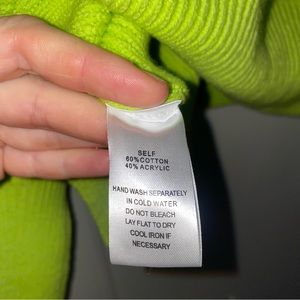 SELF
60%COTTON
40%ACRYLIC
HAND WASH SEPARATELY
IN COLD WATER
DO NOT BLEACH
LAY FLAT TO DRY
COOL IRON IF
NECESSARY